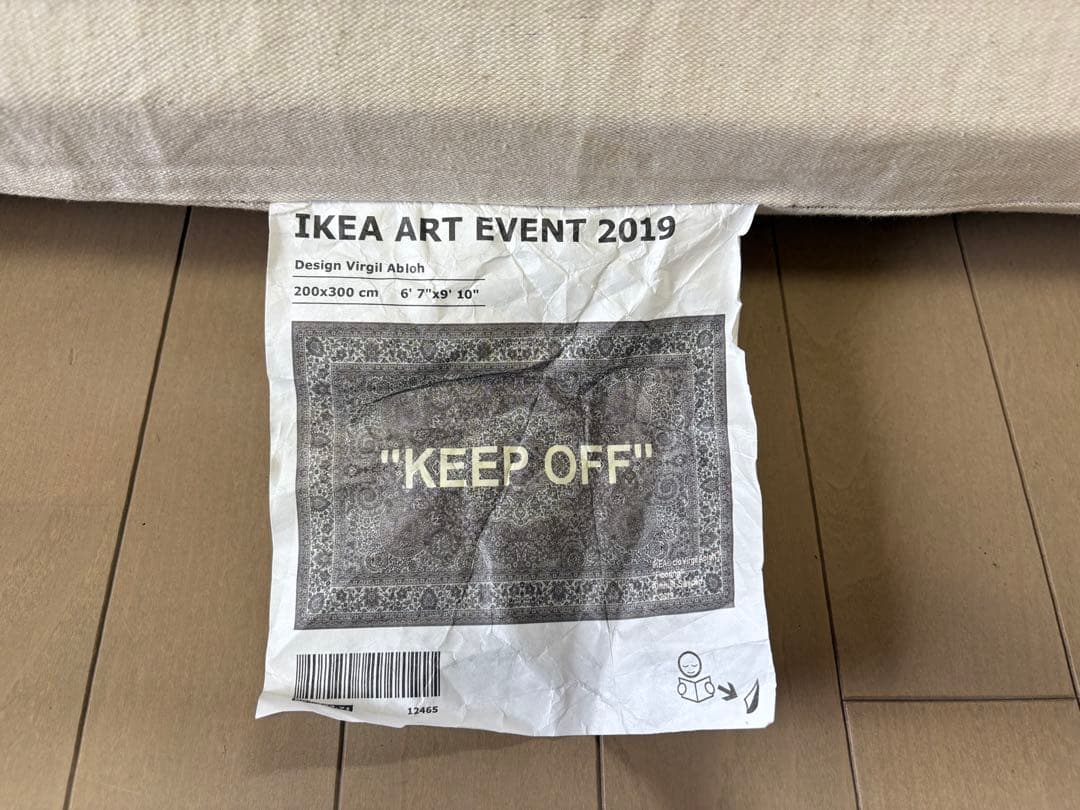 IKEA ART EVENT 2019
Design Virgil Abloh
200x300 cm 6' 7"x9' 10"
"KEEP OFF"
12465